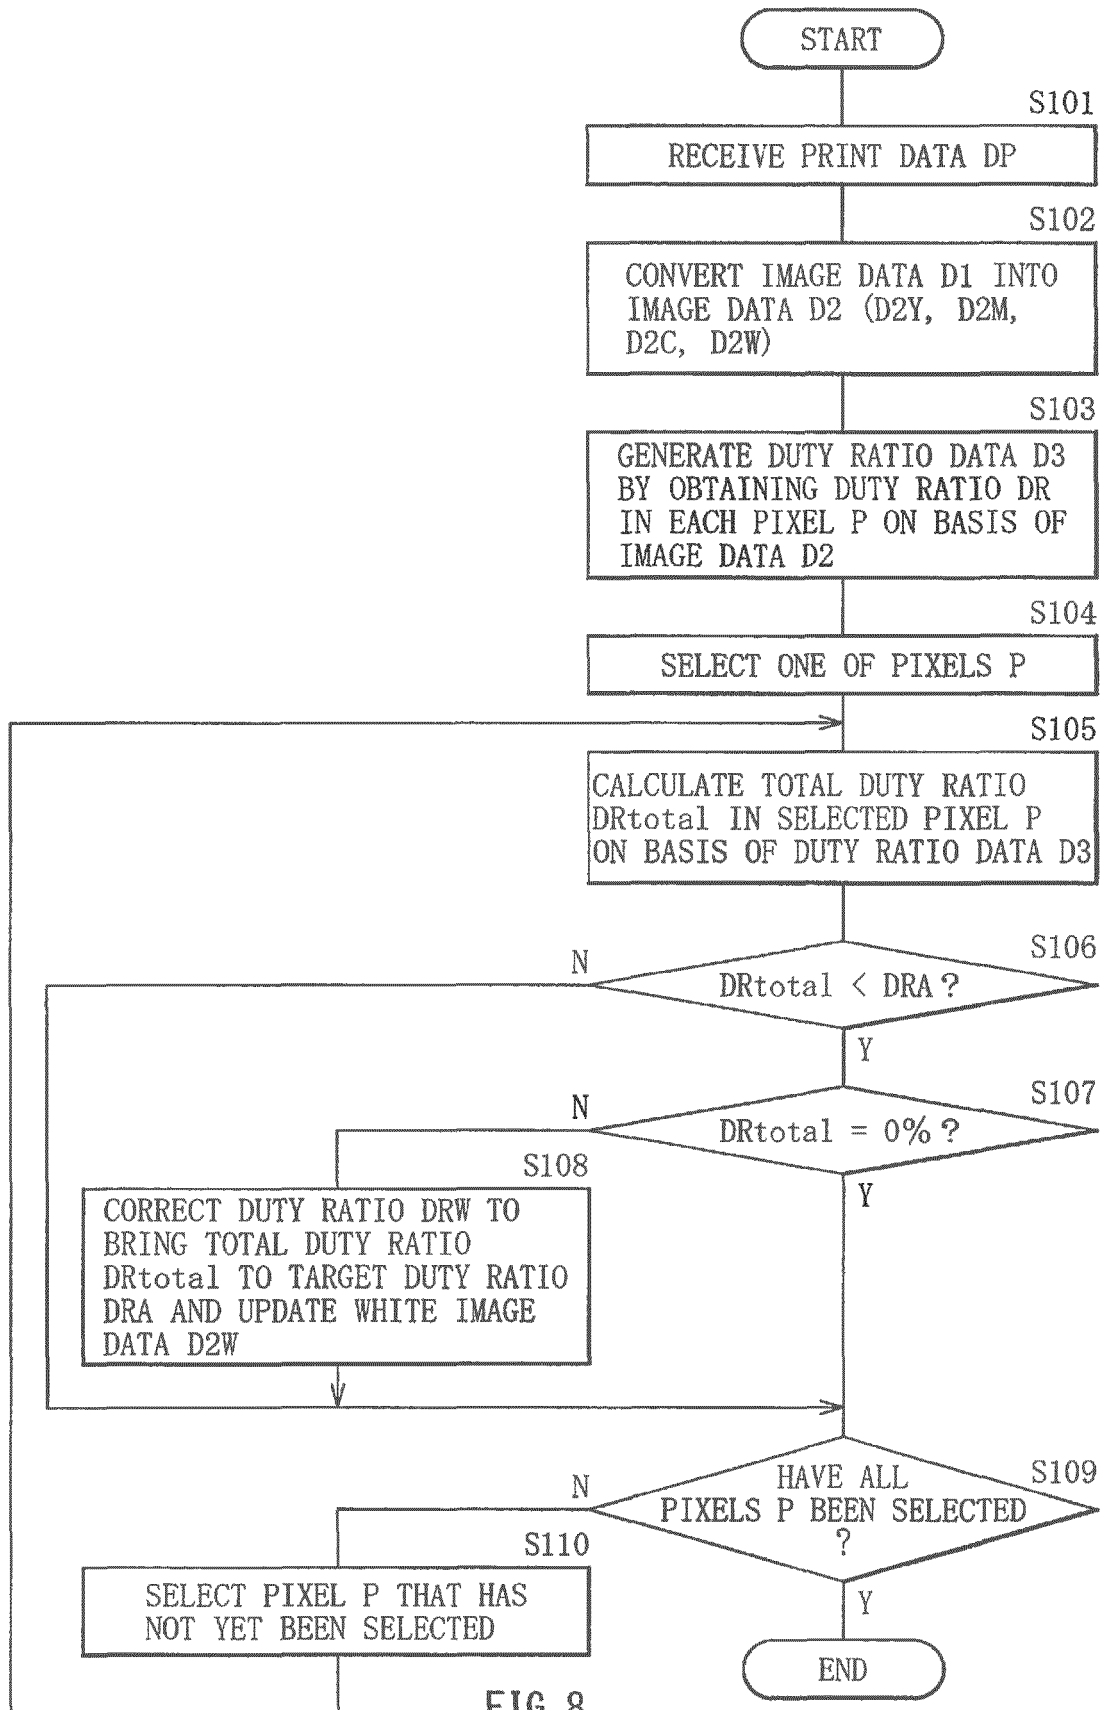 START
S101
RECEIVE PRINT DATA DP
S102
CONVERT IMAGE DATA D1 INTO
IMAGE DATA D2 (D2Y, D2M,
D2C, D2W)
S103
GENERATE DUTY RATIO DATA D3
BY OBTAINING DUTY RATIO DR
IN EACH PIXEL P ON BASIS OF
IMAGE DATA D2
S104
SELECT ONE OF PIXELS P
S105
CALCULATE TOTAL DUTY RATIO
DRtotal IN SELECTED PIXEL P
ON BASIS OF DUTY RATIO DATA D3
S106
N
DRtotal < DRA?
Y
S107
N
DRtotal = 0%?
Y
S108
CORRECT DUTY RATIO DRW TO
BRING TOTAL DUTY RATIO
DRtotal TO TARGET DUTY RATIO
DRA AND UPDATE WHITE IMAGE
DATA D2W
S109
N
HAVE ALL
PIXELS P BEEN SELECTED
?
Y
S110
SELECT PIXEL P THAT HAS
NOT YET BEEN SELECTED
END
FIG. 8